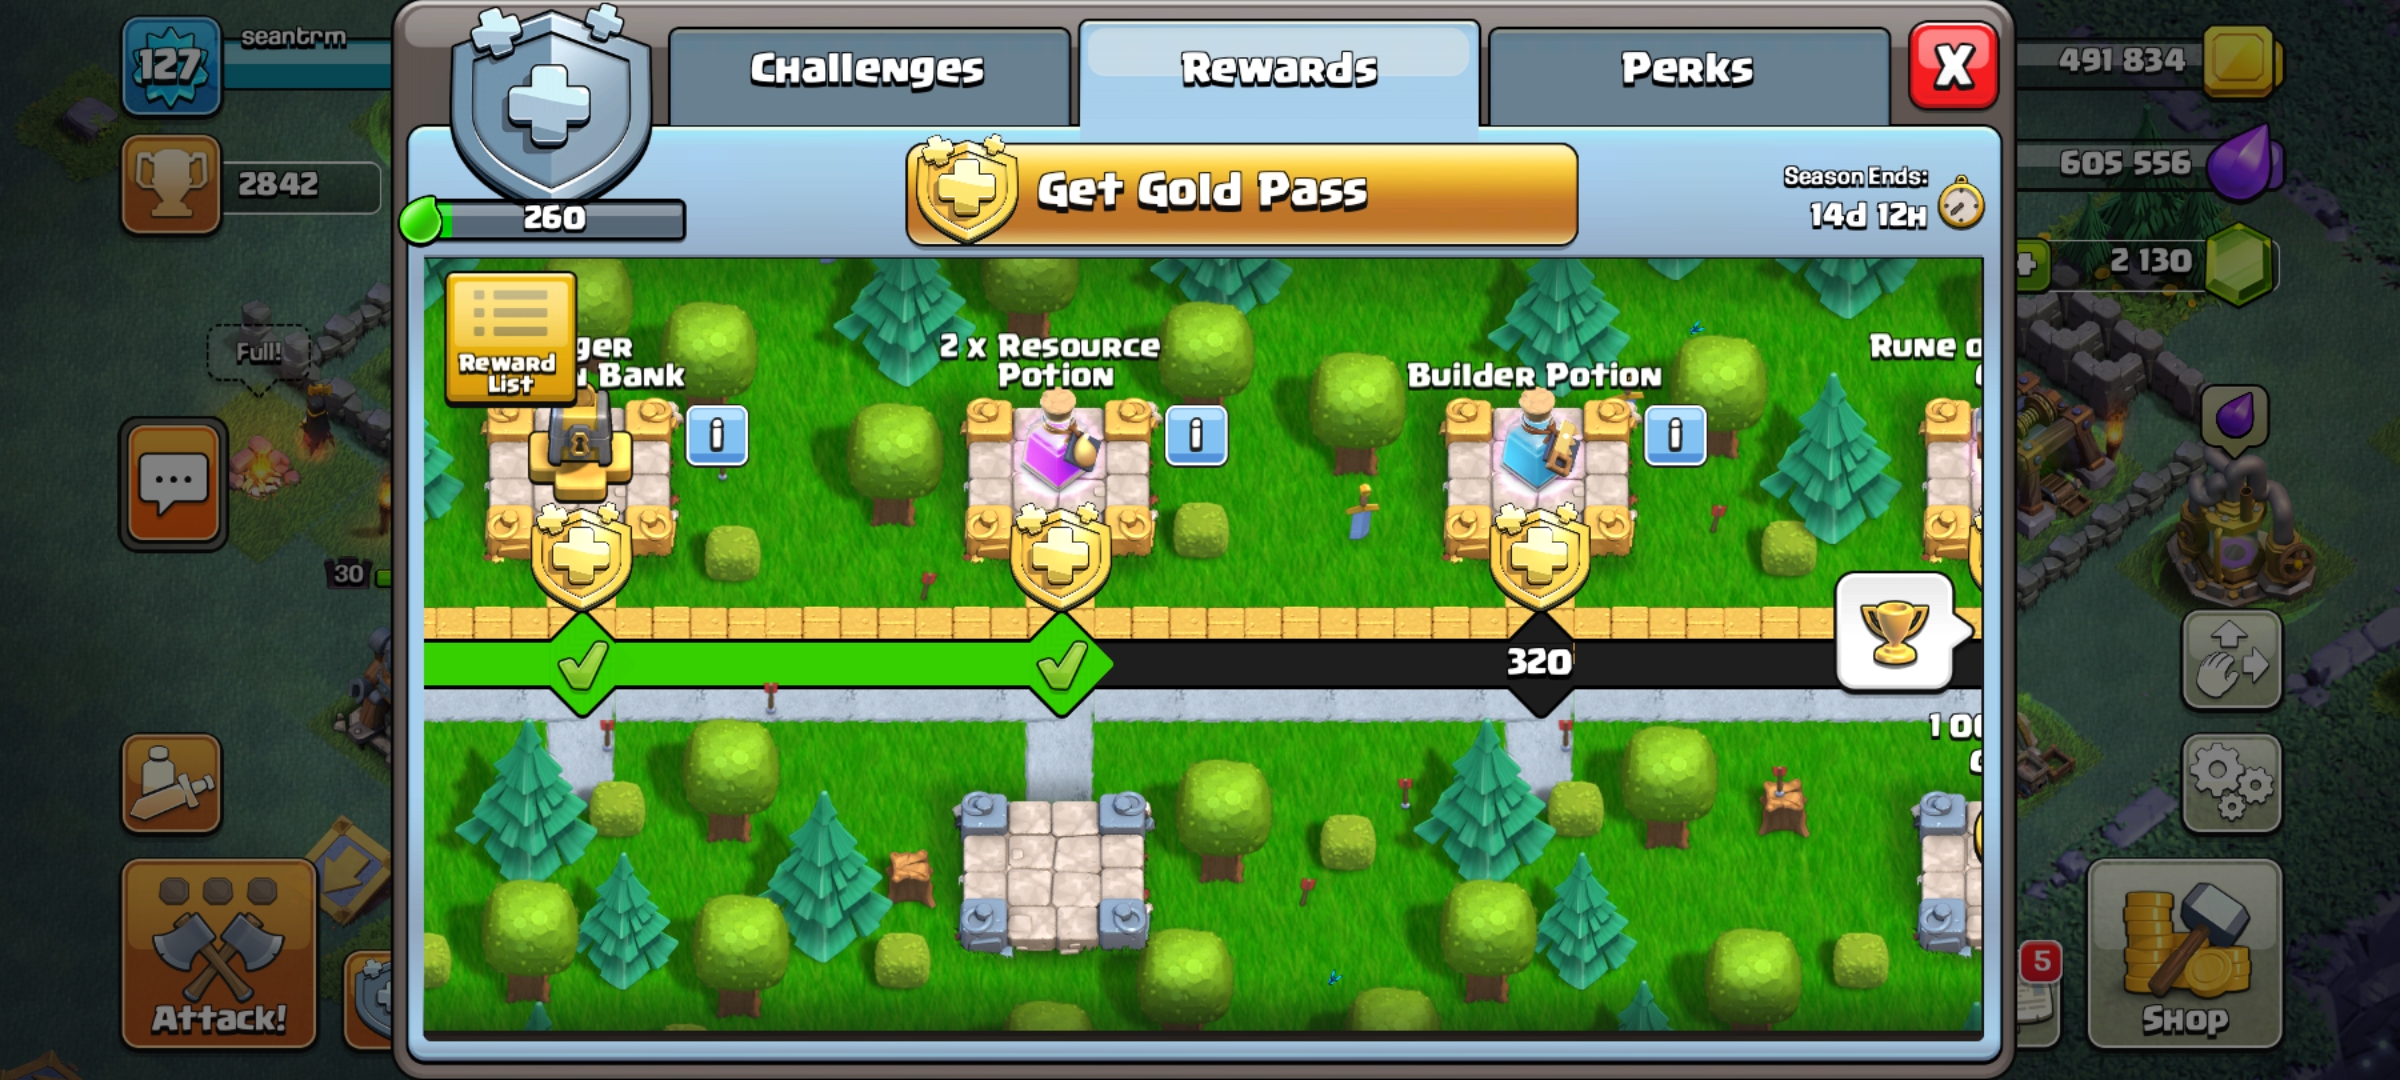 127
seantrm
Challenges
Rewards
Perks
X
491 834
2842
Get Gold Pass
Season Ends:
14d 12H
605 556
260
2 130
Full!
Reward
List
Bank
2 x Resource
Potion
Builder Potion
Rune
i
i
i
30
320
Attack!
5
Shop